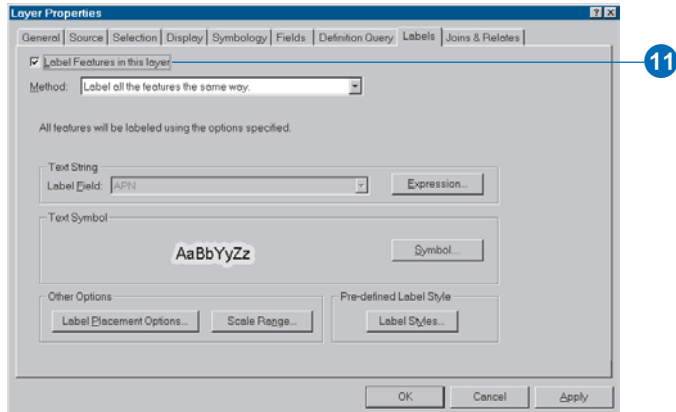 Layer Properties
General Source Selection Display Symbology Fields Definition Query Labels Joins & Relates
Label Features in this layer
11
Method: Label all the features the same way.
All features will be labeled using the options specified.
Text String
Label Field: APN Expression...
Text Symbol
AaBbYyZz Symbol...
Other Options Pre-defined Label Style
Label Placement Options... Scale Range... Label Styles...
OK Cancel Apply